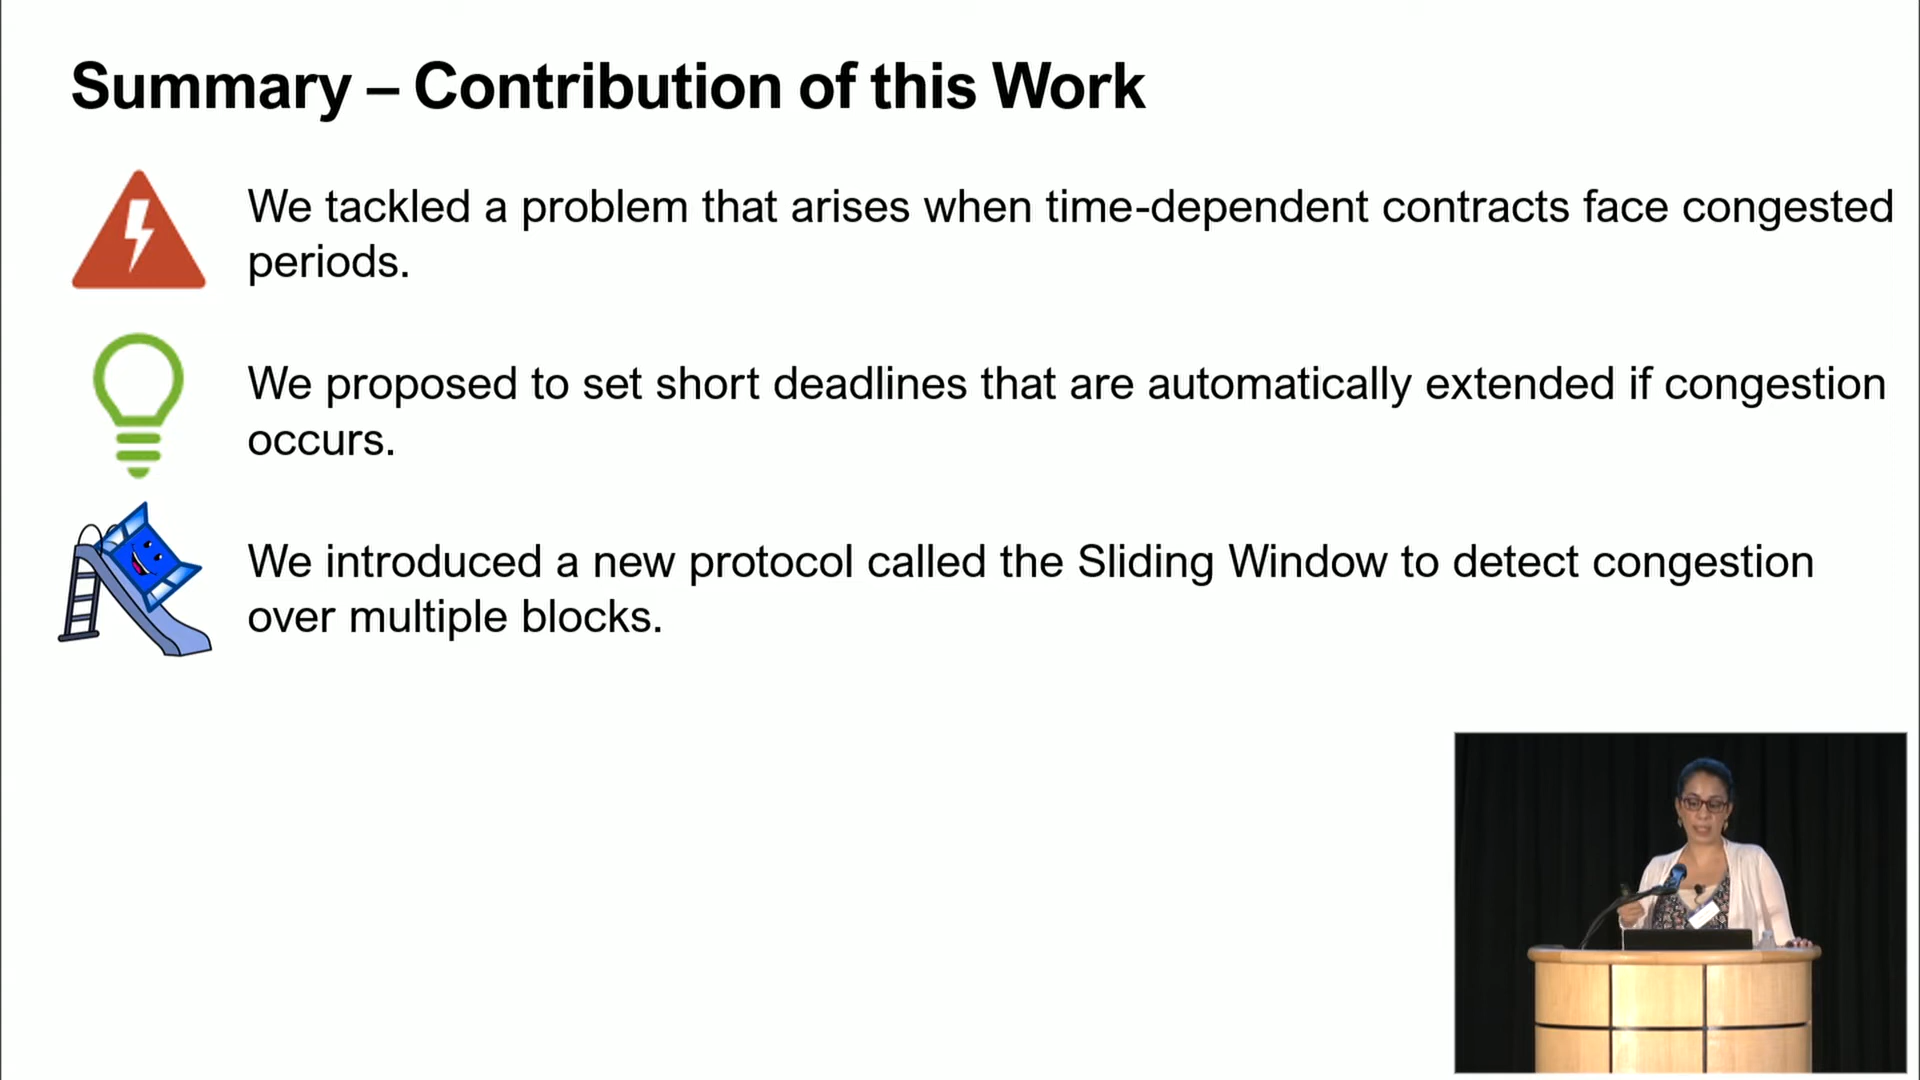 Summary – Contribution of this Work
We tackled a problem that arises when time-dependent contracts face congested
periods.
We proposed to set short deadlines that are automatically extended if congestion
occurs.
We introduced a new protocol called the Sliding Window to detect congestion
over multiple blocks.